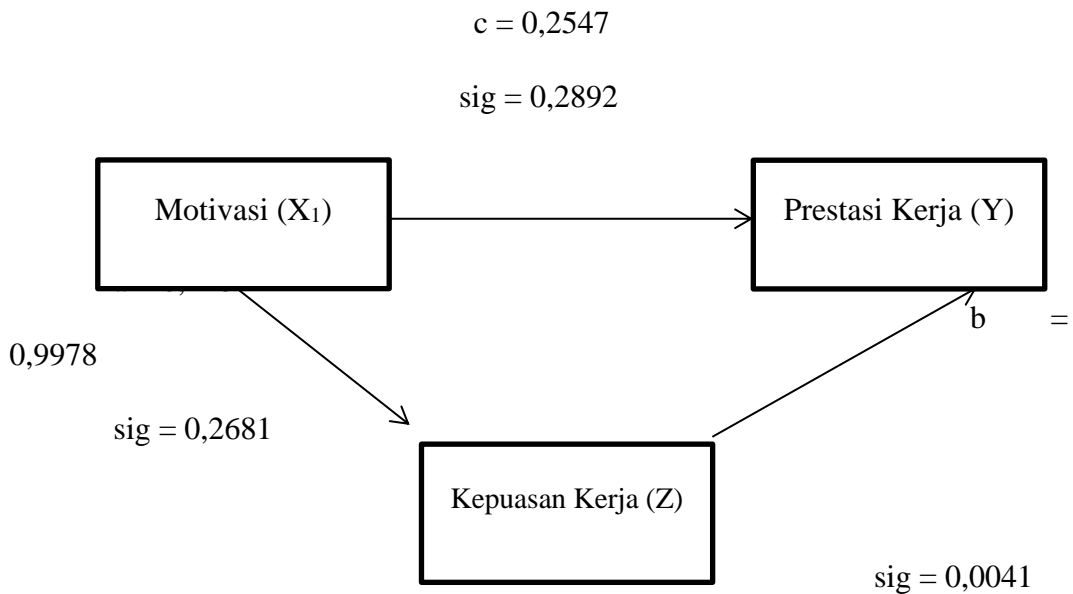 c = 0,2547
sig = 0,2892
Motivasi (X₁)
Prestasi Kerja (Y)
b =
0,9978
sig = 0,2681
Kepuasan Kerja (Z)
sig = 0,0041